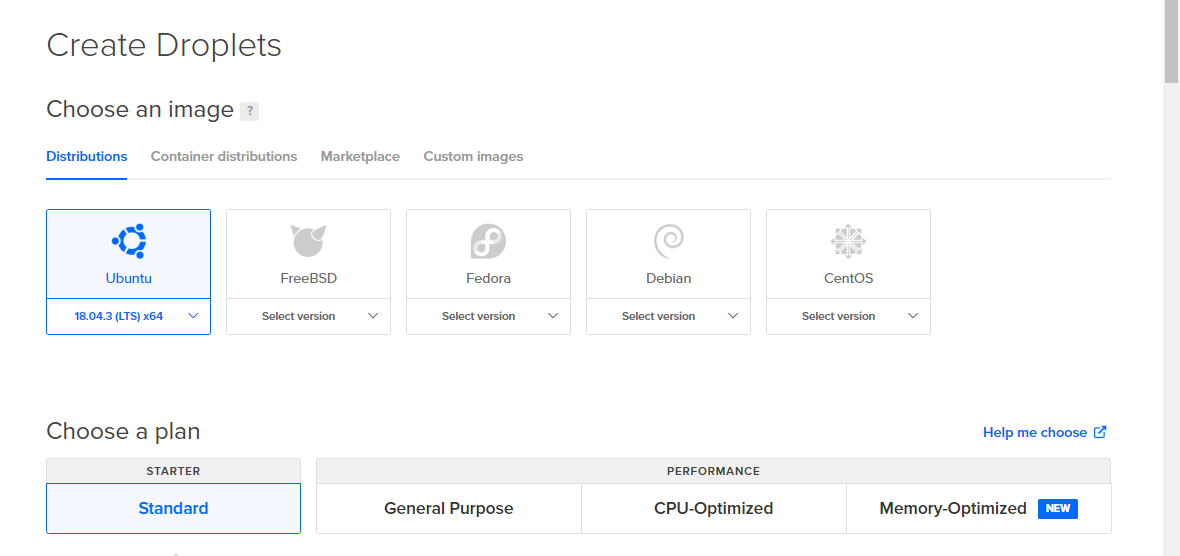 Create Droplets
Choose an image ?
Distributions Container distributions Marketplace Custom images
Ubuntu FreeBSD Fedora Debian CentOS
18.04.3 (LTS) x64 Select version Select version Select version Select version
Choose a plan Help me choose
STARTER PERFORMANCE
Standard General Purpose CPU-Optimized Memory-Optimized NEW